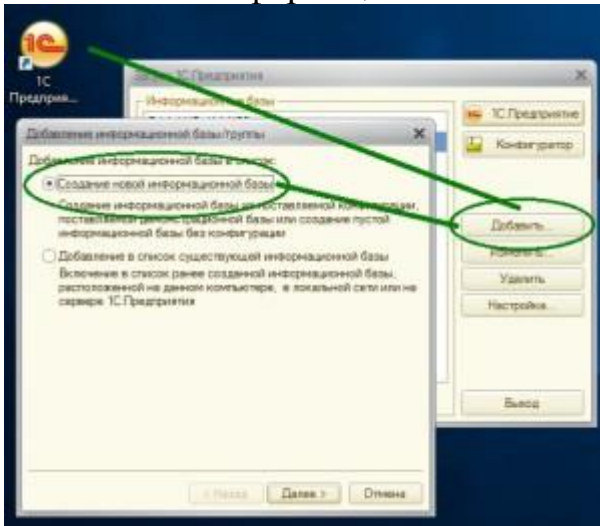 1С
Предприя...
Запуск 1С:Предприятия
Информационные базы
1С:Предприятие
Конфигуратор
Добавить...
Изменить...
Удалить
Настройка...
Выход
Добавление информационной базы/группы
Добавление информационной базы в список:
Создание новой информационной базы
Создание информационной базы из поставляемой конфигурации,
поставляемой демонстрационной базы или создание пустой
информационной базы без конфигурации
Добавление в список существующей информационной базы
Включение в список ранее созданной информационной базы,
расположенной на данном компьютере, в локальной сети или на
сервере 1С:Предприятия
< Назад
Далее >
Отмена